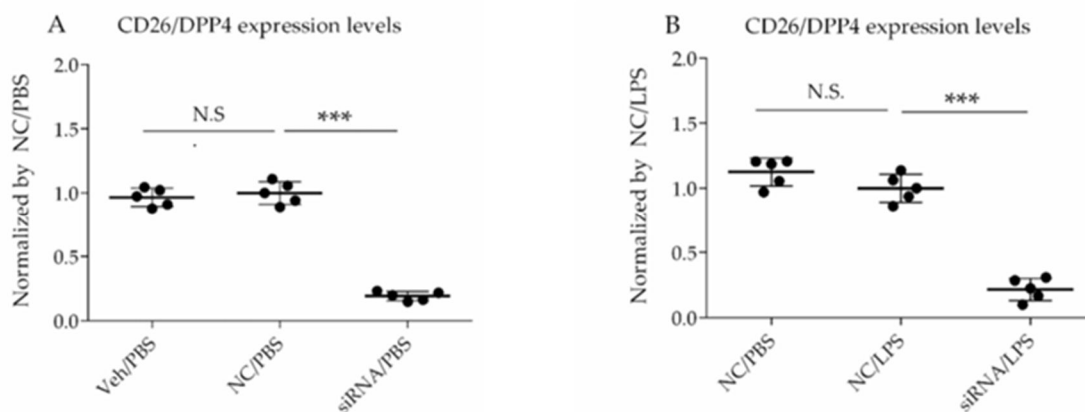 A CD26/DPP4 expression levels
Normalized by NC/PBS
2.0
1.5
1.0
0.5
0.0
N.S
***
Veh/PBS
NC/PBS
siRNA/PBS
B CD26/DPP4 expression levels
Normalized by NC/LPS
2.0
1.5
1.0
0.5
0.0
N.S.
***
NC/PBS
NC/LPS
siRNA/LPS